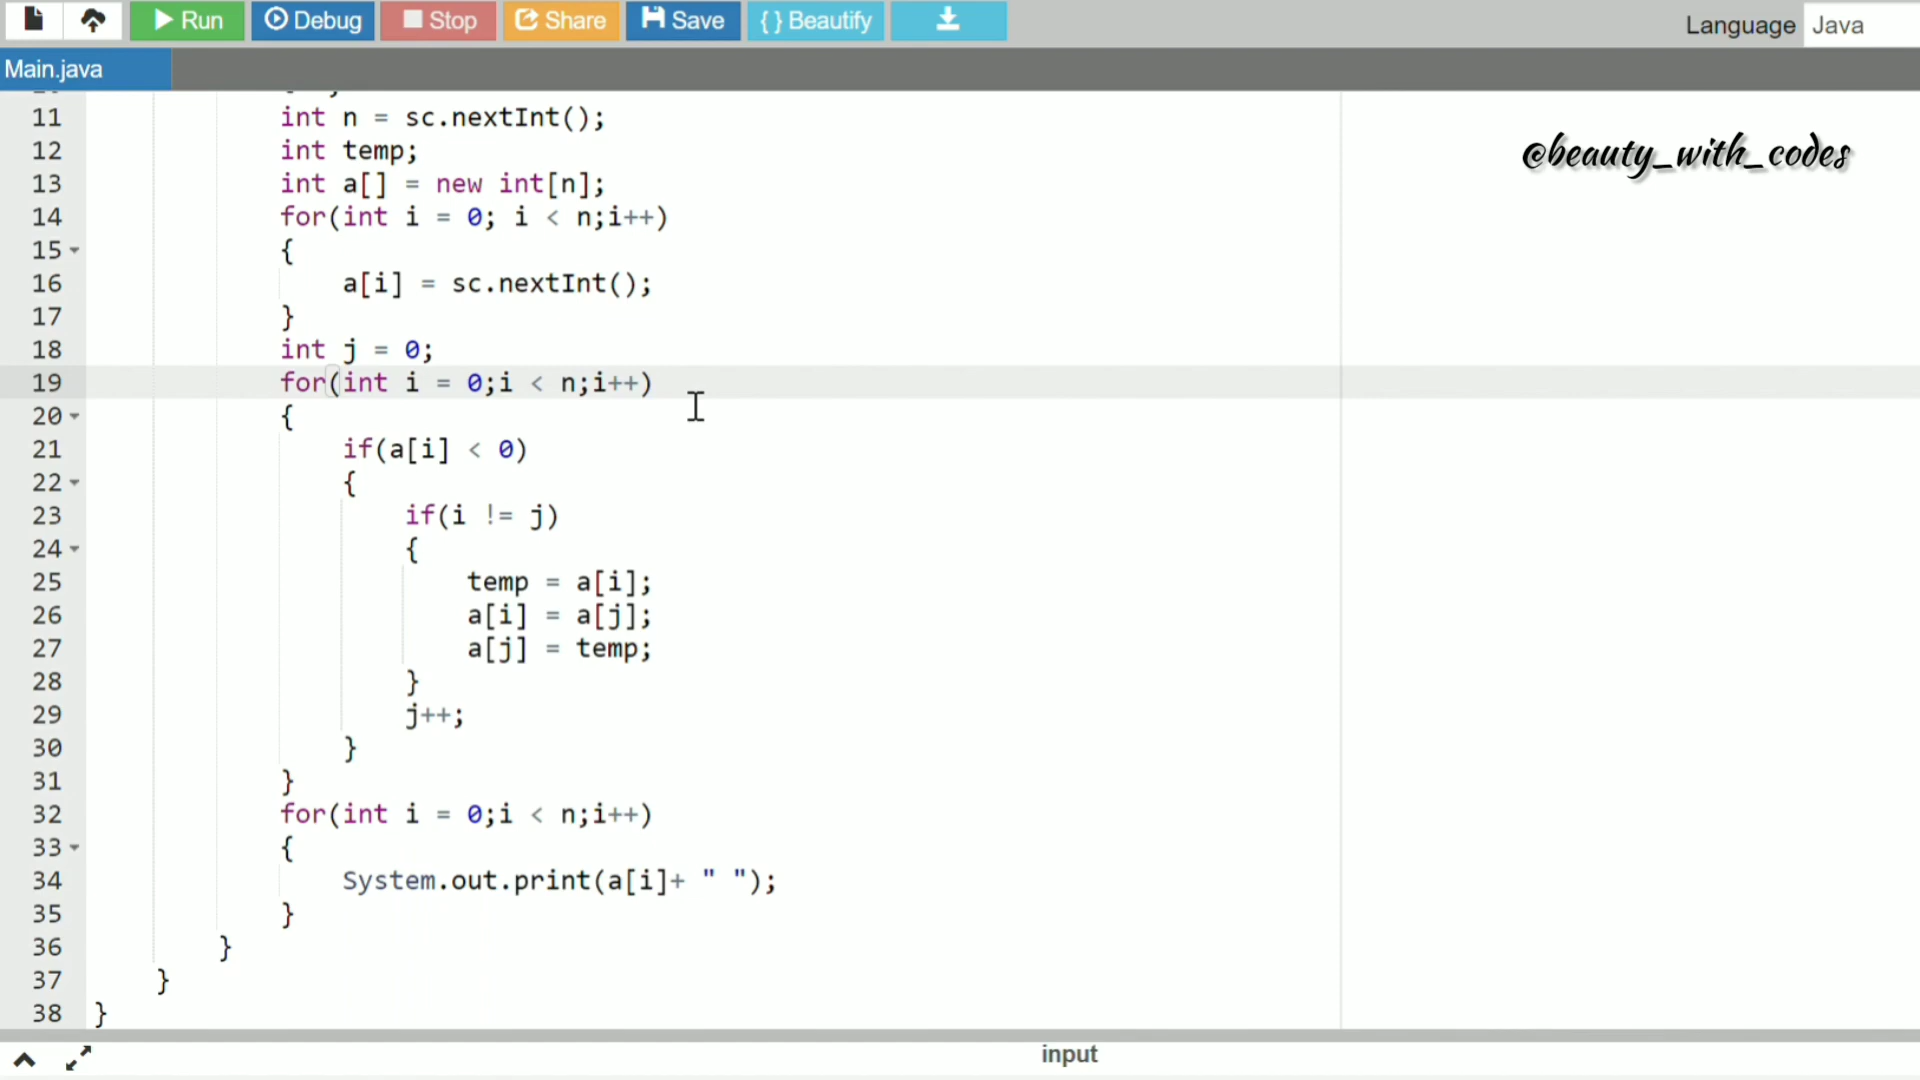 Run Debug Stop Share Save { } Beautify Language Java
Main.java
@beauty_with_codes
11 int n = sc.nextInt();
12 int temp;
13 int a[] = new int[n];
14 for(int i = 0; i < n;i++)
15 {
16 a[i] = sc.nextInt();
17 }
18 int j = 0;
19 for(int i = 0;i < n;i++)
20 {
21 if(a[i] < 0)
22 {
23 if(i != j)
24 {
25 temp = a[i];
26 a[i] = a[j];
27 a[j] = temp;
28 }
29 j++;
30 }
31 }
32 for(int i = 0;i < n;i++)
33 {
34 System.out.print(a[i]+ " ");
35 }
36 }
37 }
38 }
input